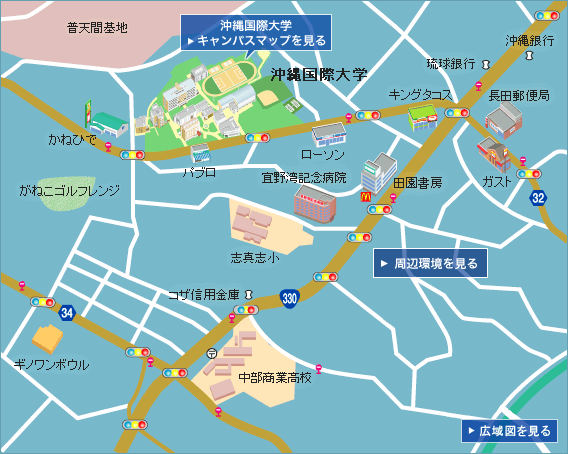 普天間基地
沖縄国際大学
▶ キャンパスマップを見る
沖縄国際大学
沖縄銀行
琉球銀行
キングタコス
長田郵便局
かねひで
ローソン
パブロ
宜野湾記念病院
田園書房
ガスト
がねこゴルフレンジ
32
志真志小
▶ 周辺環境を見る
コザ信用金庫
330
34
ギノワンボウル
中部商業高校
▶ 広域図を見る